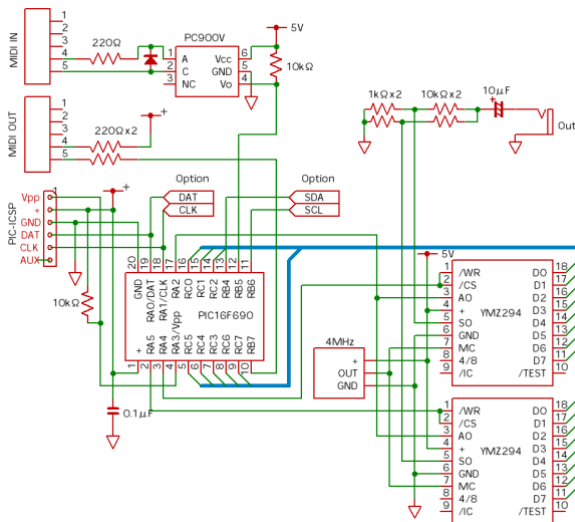 MIDI IN
1
2
3
4
5
220Ω
PC900V
1 A
2 C
3 NC
Vcc 6
GND 5
Vo 4
5V
10kΩ
MIDI OUT
1
2
3
4
5
220Ω×2
+
1kΩ×2
10kΩ×2
10μF
+
Out
PIC-ICSP
1
Vpp
+
GND
DAT
CLK
AUX
+
Option
DAT
CLK
Option
SDA
SCL
10kΩ
20 19 18 17 16 15 14 13 12 11
GND
RA0/DAT
RA1/CLK
RA2
RC0
RC1
RC2
RB4
RB5
RB6
PIC16F690
+
RA5
RA4
RA3/Vpp
RC5
RC4
RC3
RC6
RC7
RB7
1 2 3 4 5 6 7 8 9 10
0.1μF
4MHz
+
OUT
GND
5V
YMZ294
1 /WR
2 /CS
3 AO
4 +
5 SO
6 GND
7 MC
8 4/8
9 /IC
D0 18
D1 17
D2 16
D3 15
D4 14
D5 13
D6 12
D7 11
/TEST 10
YMZ294
1 /WR
2 /CS
3 AO
4 +
5 SO
6 GND
7 MC
8 4/8
9 /IC
D0 18
D1 17
D2 16
D3 15
D4 14
D5 13
D6 12
D7 11
/TEST 10